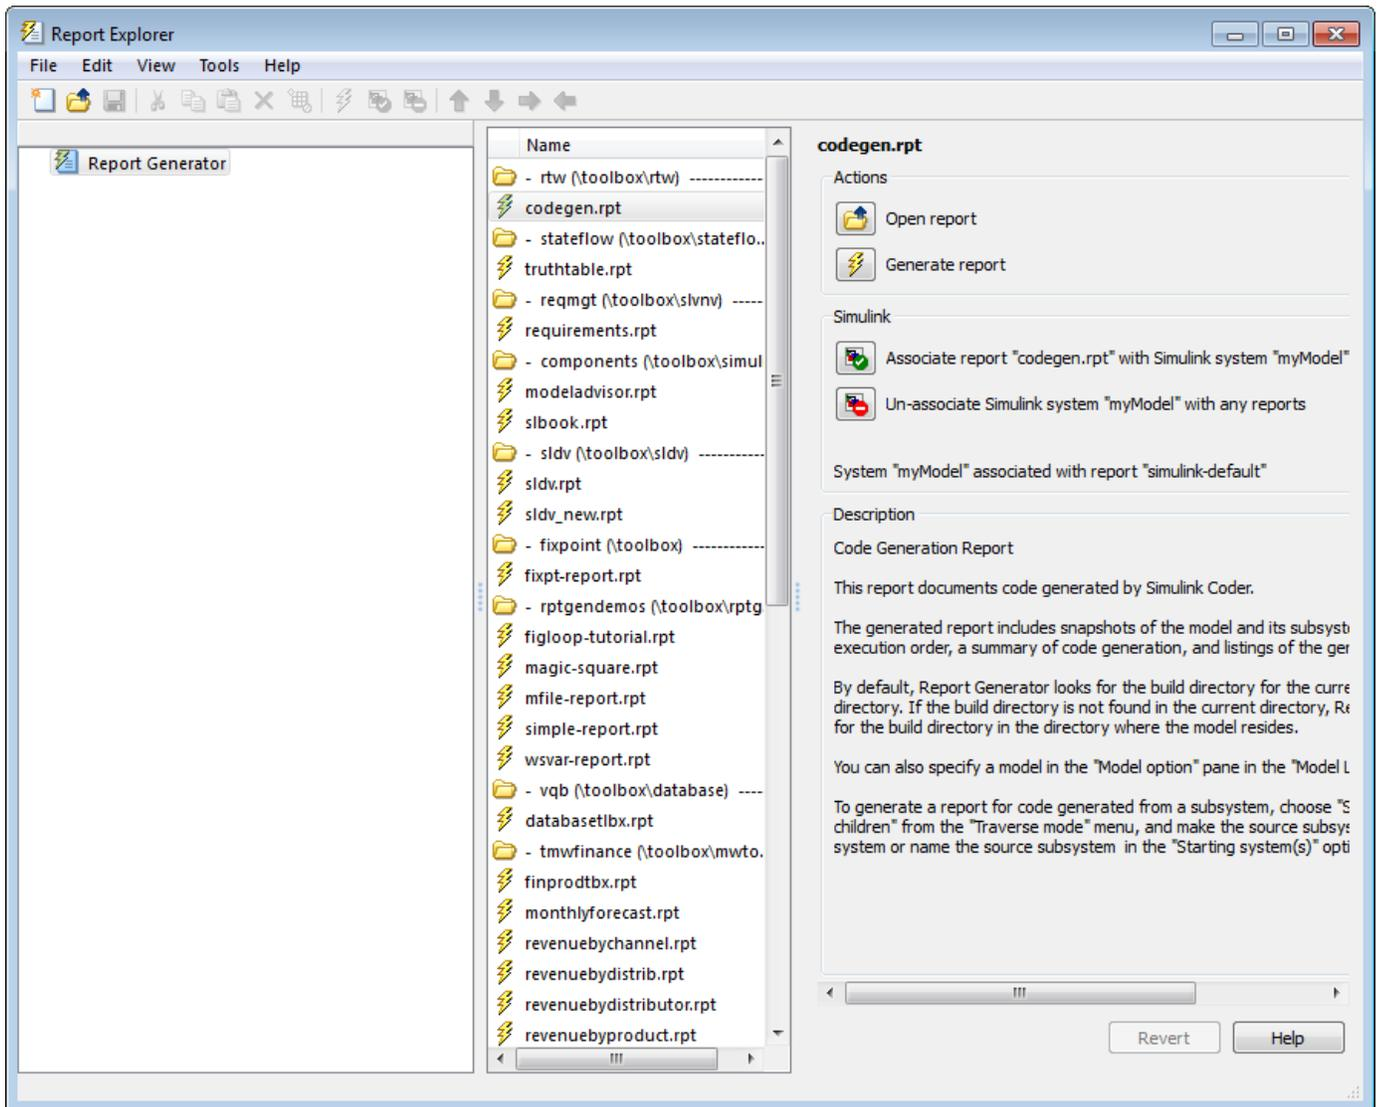 Report Explorer
File Edit View Tools Help
Report Generator
Name
- rtw (\toolbox\rtw) ------------
codegen.rpt
- stateflow (\toolbox\stateflo...
truthtable.rpt
- reqmgt (\toolbox\slvnv) -----
requirements.rpt
- components (\toolbox\simul
modeladvisor.rpt
slbook.rpt
- sldv (\toolbox\sldv) -----------
sldv.rpt
sldv_new.rpt
- fixpoint (\toolbox) ------------
fixpt-report.rpt
- rptgendemos (\toolbox\rptg
figloop-tutorial.rpt
magic-square.rpt
mfile-report.rpt
simple-report.rpt
wsvar-report.rpt
- vqb (\toolbox\database) ----
databasetlbx.rpt
- tmwfinance (\toolbox\mwto.
finprodtbx.rpt
monthlyforecast.rpt
revenuebychannel.rpt
revenuebydistrib.rpt
revenuebydistributor.rpt
revenuebyproduct.rpt
codegen.rpt
Actions
Open report
Generate report
Simulink
Associate report "codegen.rpt" with Simulink system "myModel"
Un-associate Simulink system "myModel" with any reports
System "myModel" associated with report "simulink-default"
Description
Code Generation Report
This report documents code generated by Simulink Coder.
The generated report includes snapshots of the model and its subsyst
execution order, a summary of code generation, and listings of the ger
By default, Report Generator looks for the build directory for the curre
directory. If the build directory is not found in the current directory, Re
for the build directory in the directory where the model resides.
You can also specify a model in the "Model option" pane in the "Model L
To generate a report for code generated from a subsystem, choose "S
children" from the "Traverse mode" menu, and make the source subsys
system or name the source subsystem in the "Starting system(s)" opti
Revert Help